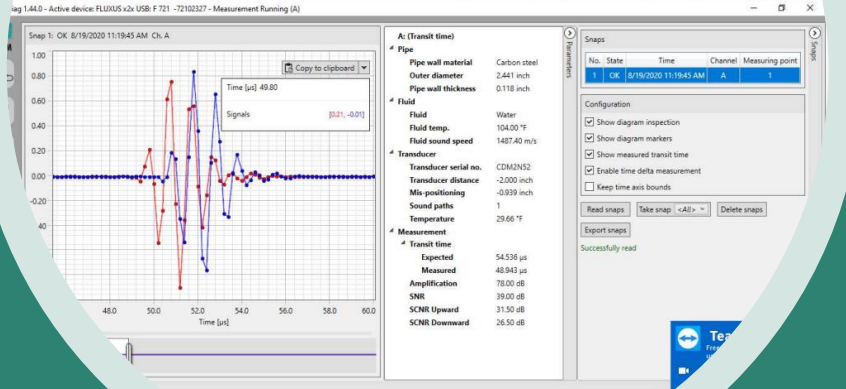 iag 1.44.0 - Active device: FLUXUS x2x USB: F 721 -72102327 - Measurement Running (A)
Snap 1: OK 8/19/2020 11:19:45 AM Ch. A
Copy to clipboard
1.00
0.80
0.60
0.40
0.20
0.00
-0.20
40
Time [µs] 49.80
Signals [0.21, -0.01]
48.0 50.0 52.0 54.0 56.0 58.0 60.0
Time [µs]
A: (Transit time)
Pipe
Pipe wall material Carbon steel
Outer diameter 2.441 inch
Pipe wall thickness 0.118 inch
Fluid
Fluid Water
Fluid temp. 104.00 °F
Fluid sound speed 1487.40 m/s
Transducer
Transducer serial no. CDM2N52
Transducer distance -2.000 inch
Mis-positioning -0.939 inch
Sound paths 1
Temperature 29.66 °F
Measurement
Transit time
Expected 54.536 µs
Measured 48.943 µs
Amplification 78.00 dB
SNR 39.00 dB
SCNR Upward 31.50 dB
SCNR Downward 26.50 dB
Parameters
Snaps
No. State Time Channel Measuring point
1 OK 8/19/2020 11:19:45 AM A 1
Configuration
Show diagram inspection
Show diagram markers
Show measured transit time
Enable time delta measurement
Keep time axis bounds
Read snaps Take snap <All> Delete snaps
Export snaps
Successfully read
Snaps
Tea
Free